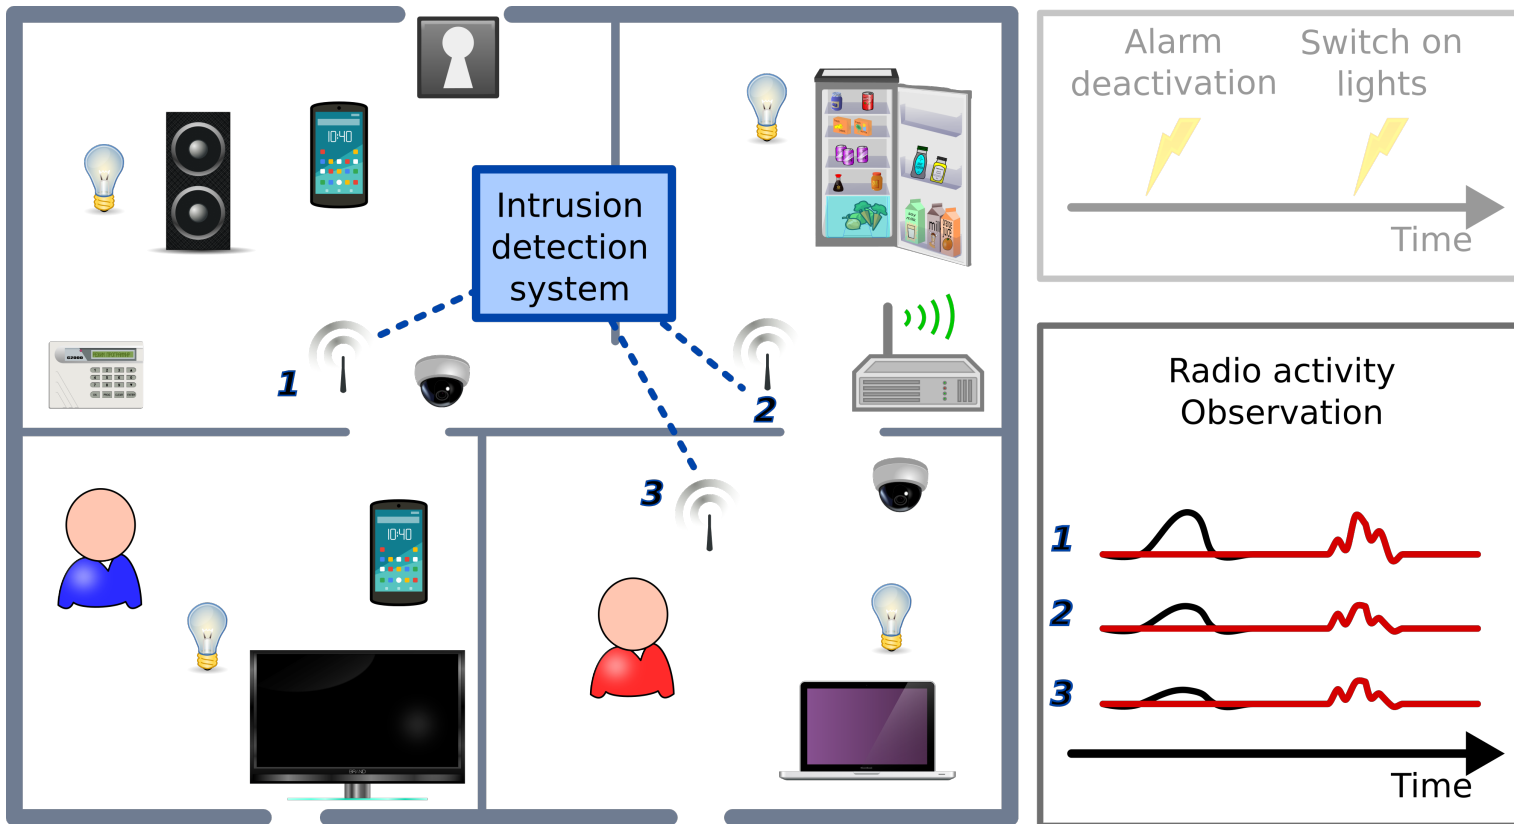 Intrusion
detection
system
10:40
10:40
1
2
3
Alarm
deactivation
Switch on
lights
Time
Radio activity
Observation
1
2
3
Time